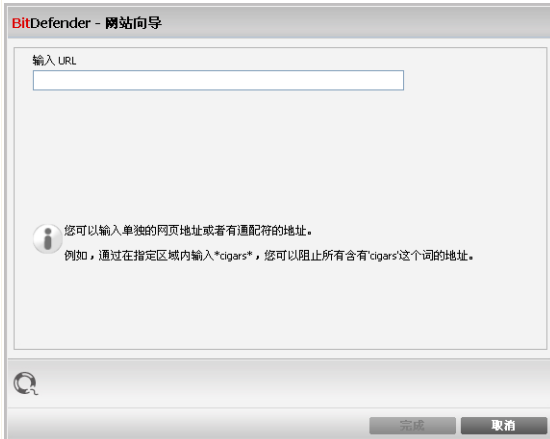 BitDefender - 网站向导
输入 URL
您可以输入单独的网页地址或者有通配符的地址。
例如，通过在指定区域内输入*cigars*，您可以阻止所有含有'cigars'这个词的地址。
完成
取消